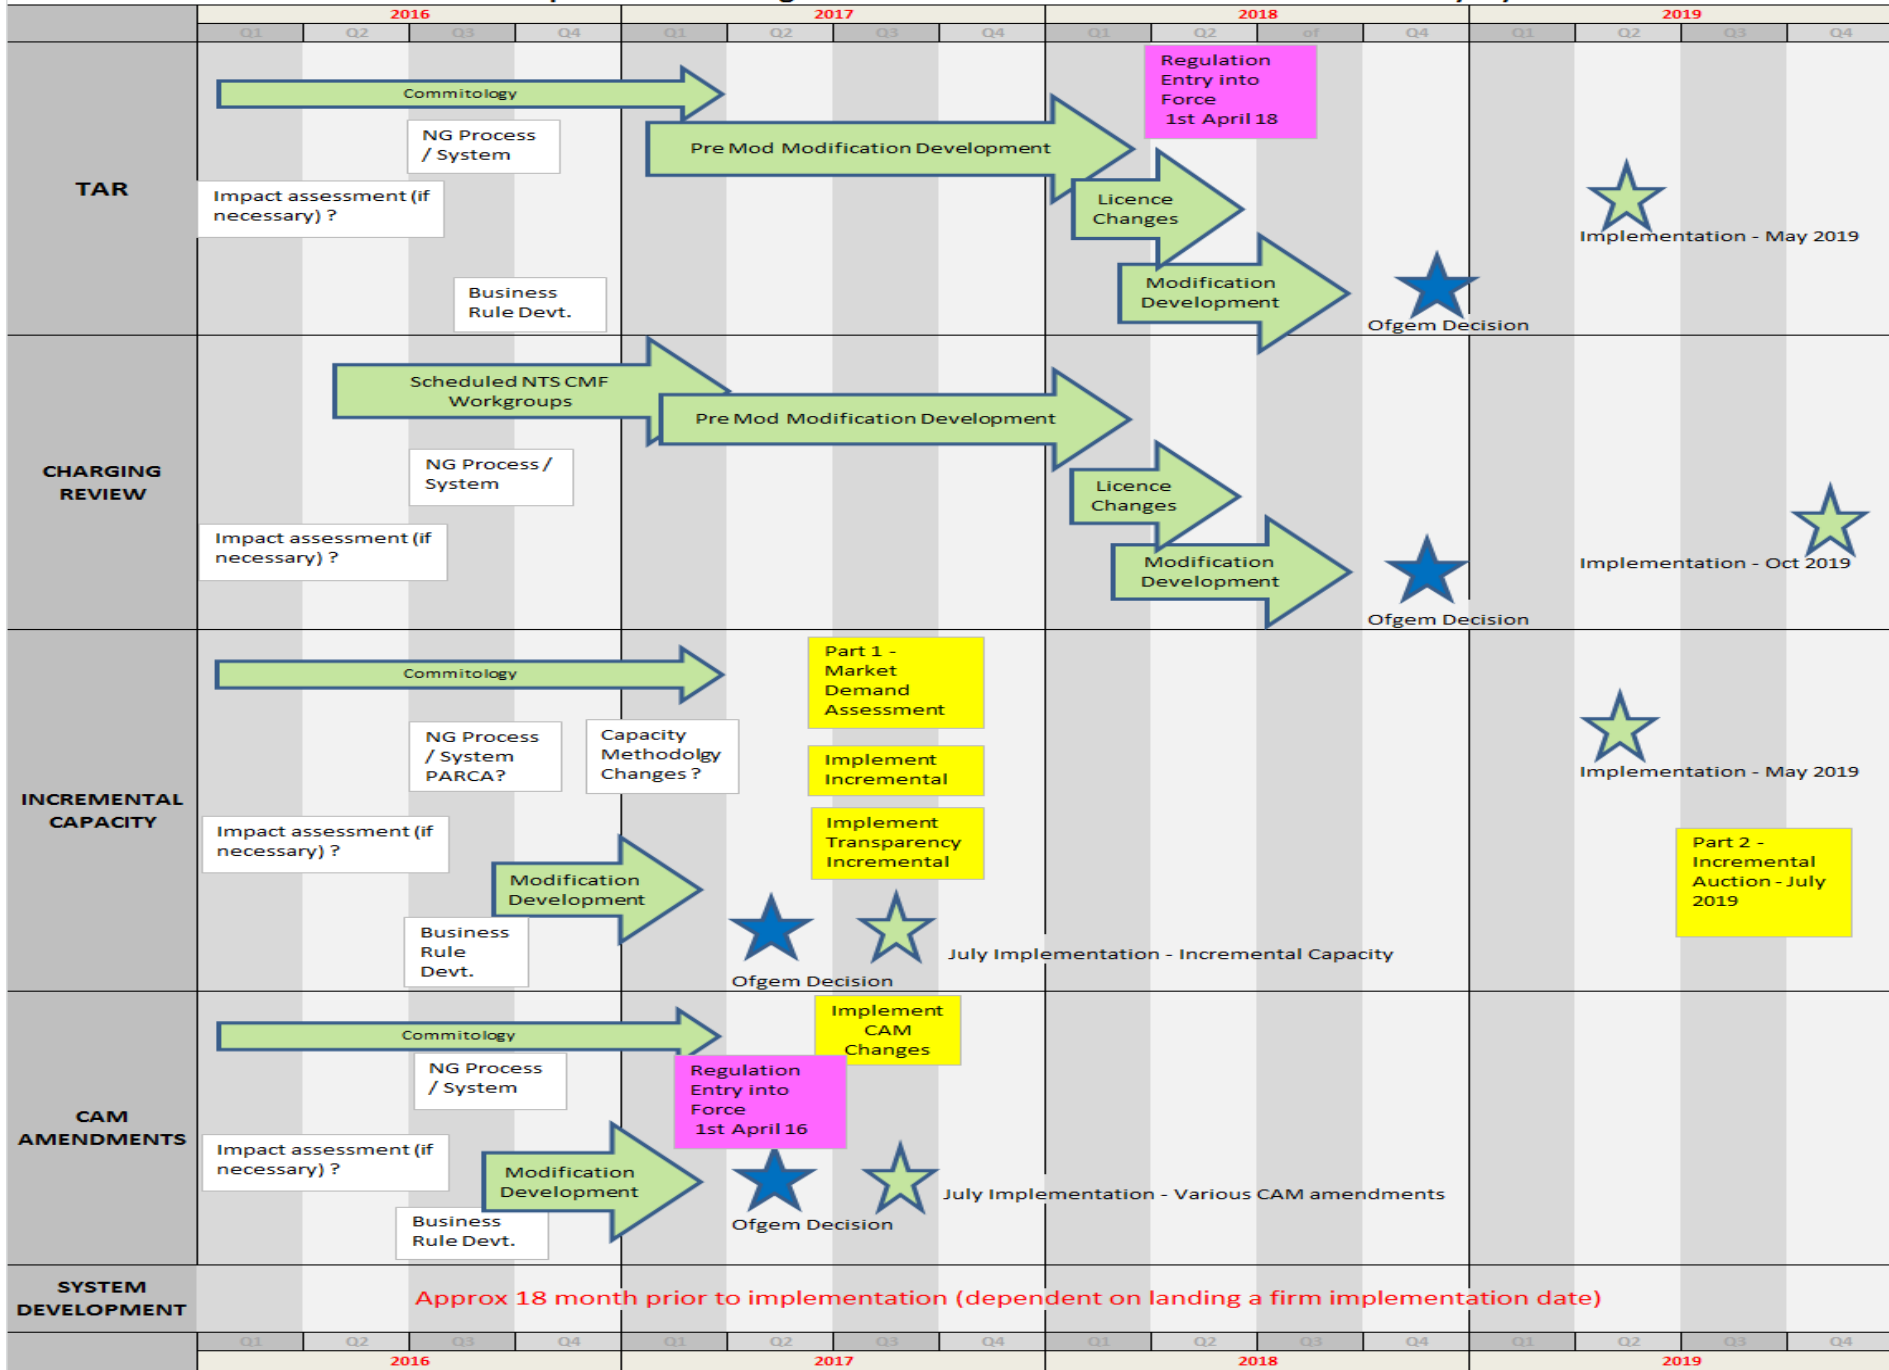 2016 2017 2018 2019
Q1 Q2 Q3 Q4 Q1 Q2 Q3 Q4 Q1 Q2 of Q4 Q1 Q2 Q3 Q4
TAR
Commitology
NG Process
/ System
Impact assessment (if
necessary) ?
Business
Rule Devt.
Pre Mod Modification Development
Regulation
Entry into
Force
1st April 18
Licence
Changes
Modification
Development
Ofgem Decision
Implementation - May 2019
CHARGING
REVIEW
Scheduled NTS CMF
Workgroups
Pre Mod Modification Development
NG Process /
System
Impact assessment (if
necessary) ?
Licence
Changes
Modification
Development
Ofgem Decision
Implementation - Oct 2019
INCREMENTAL
CAPACITY
Commitology
NG Process
/ System
PARCA?
Capacity
Methodolgy
Changes ?
Impact assessment (if
necessary) ?
Modification
Development
Business
Rule
Devt.
Part 1 -
Market
Demand
Assessment
Implement
Incremental
Implement
Transparency
Incremental
Ofgem Decision
July Implementation - Incremental Capacity
Implementation - May 2019
Part 2 -
Incremental
Auction - July
2019
CAM
AMENDMENTS
Commitology
NG Process
/ System
Impact assessment (if
necessary) ?
Modification
Development
Business
Rule Devt.
Implement
CAM
Changes
Regulation
Entry into
Force
1st April 16
Ofgem Decision
July Implementation - Various CAM amendments
SYSTEM
DEVELOPMENT
Approx 18 month prior to implementation (dependent on landing a firm implementation date)
Q1 Q2 Q3 Q4 Q1 Q2 Q3 Q4 Q1 Q2 Q3 Q4 Q1 Q2 Q3 Q4
2016 2017 2018 2019